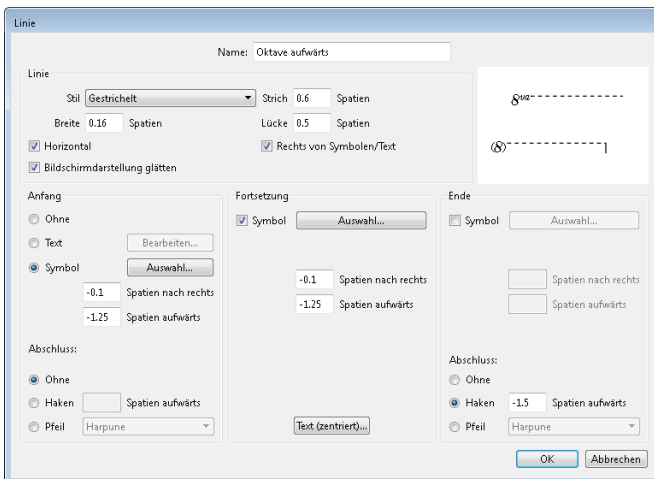 Linie
Name: Oktave aufwärts
Linie
Stil Gestrichelt Strich 0.6 Spatien
Breite 0.16 Spatien Lücke 0.5 Spatien
Horizontal Rechts von Symbolen/Text
Bildschirmdarstellung glätten
8va
(8)
Anfang
Ohne
Text Bearbeiten...
Symbol Auswahl...
-0.1 Spatien nach rechts
-1.25 Spatien aufwärts
Abschluss:
Ohne
Haken Spatien aufwärts
Pfeil Harpune
Fortsetzung
Symbol Auswahl...
-0.1 Spatien nach rechts
-1.25 Spatien aufwärts
Text (zentriert)...
Ende
Symbol Auswahl...
Spatien nach rechts
Spatien aufwärts
Abschluss:
Ohne
Haken -1.5 Spatien aufwärts
Pfeil Harpune
OK Abbrechen